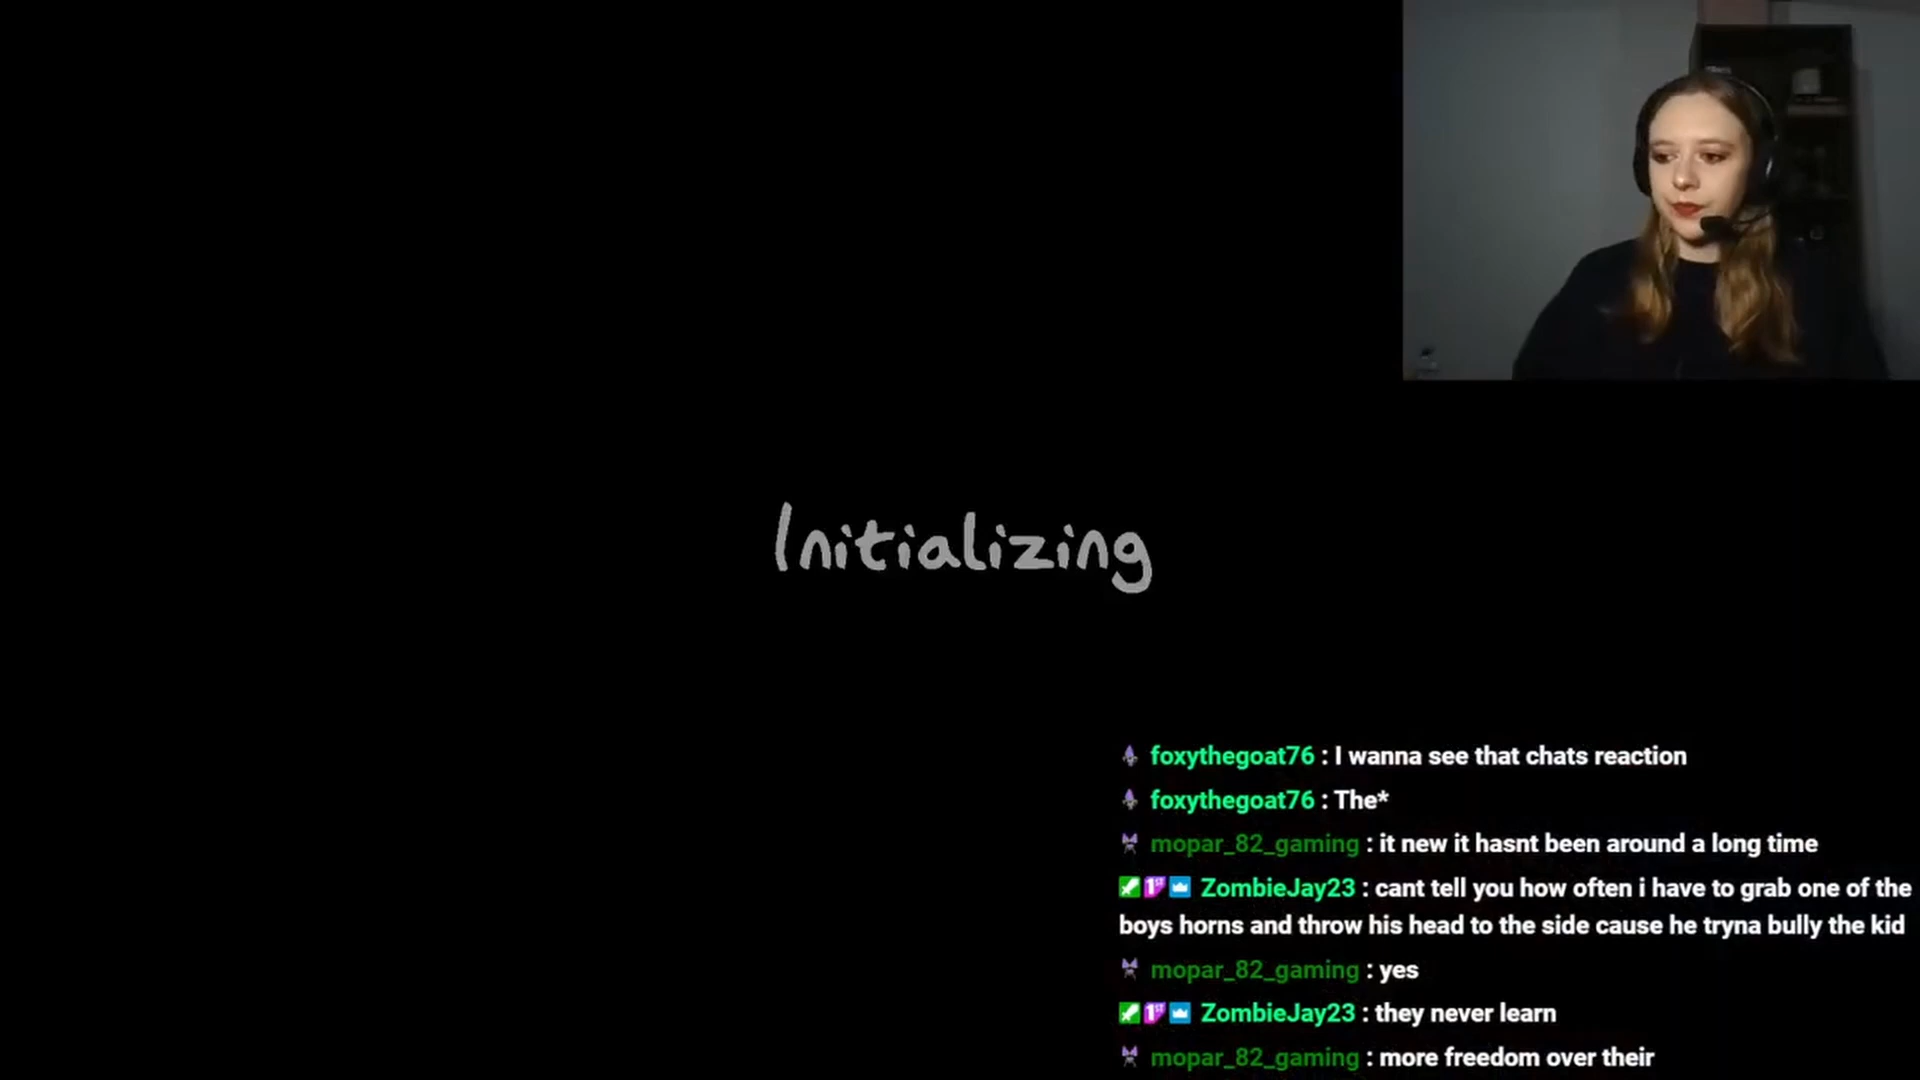 Initializing
foxythegoat76 : I wanna see that chats reaction
foxythegoat76 : The*
mopar_82_gaming : it new it hasnt been around a long time
ZombieJay23 : cant tell you how often i have to grab one of the
boys horns and throw his head to the side cause he tryna bully the kid
mopar_82_gaming : yes
ZombieJay23 : they never learn
mopar_82_gaming : more freedom over their